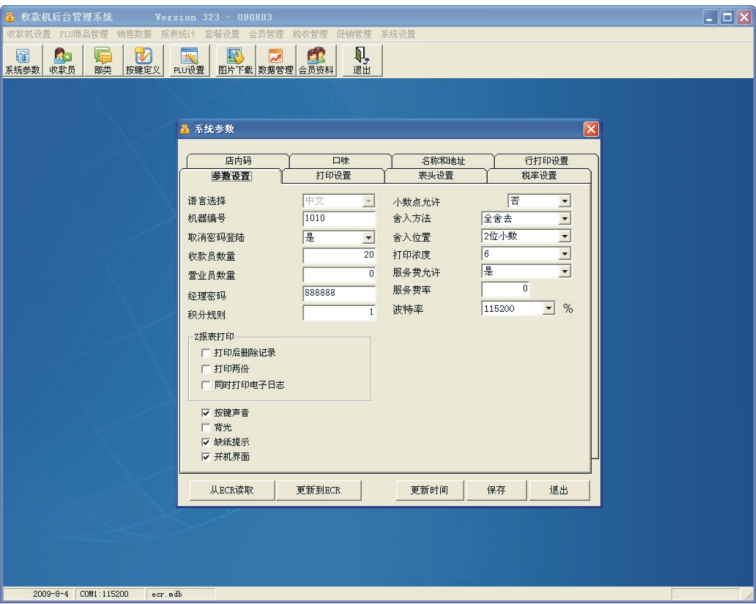 收款机后台管理系统 Version 323 - 090803
收款机设置 PLU商品管理 销售数据 报表统计 套餐设置 会员管理 税收管理 促销管理 系统设置
系统参数 收款员 部类 按键定义 PLU设置 图片下载 数据管理 会员资料 退出
系统参数
店内码 口味 名称和地址 行打印设置
参数设置 打印设置 表头设置 税率设置
语言选择 中文 小数点允许 否
机器编号 1010 舍入方法 全舍去
取消密码登陆 是 舍入位置 2位小数
收款员数量 20 打印浓度 6
营业员数量 0 服务费允许 是
经理密码 888888 服务费率 0
积分线则 1 波特率 115200 %
Z报表打印
打印后删除记录
打印两份
同时打印电子日志
按键声音
背光
缺纸提示
开机界面
从ECR读取 更新到ECR 更新时间 保存 退出
2009-8-4 COM1:115200 ecr.mdb